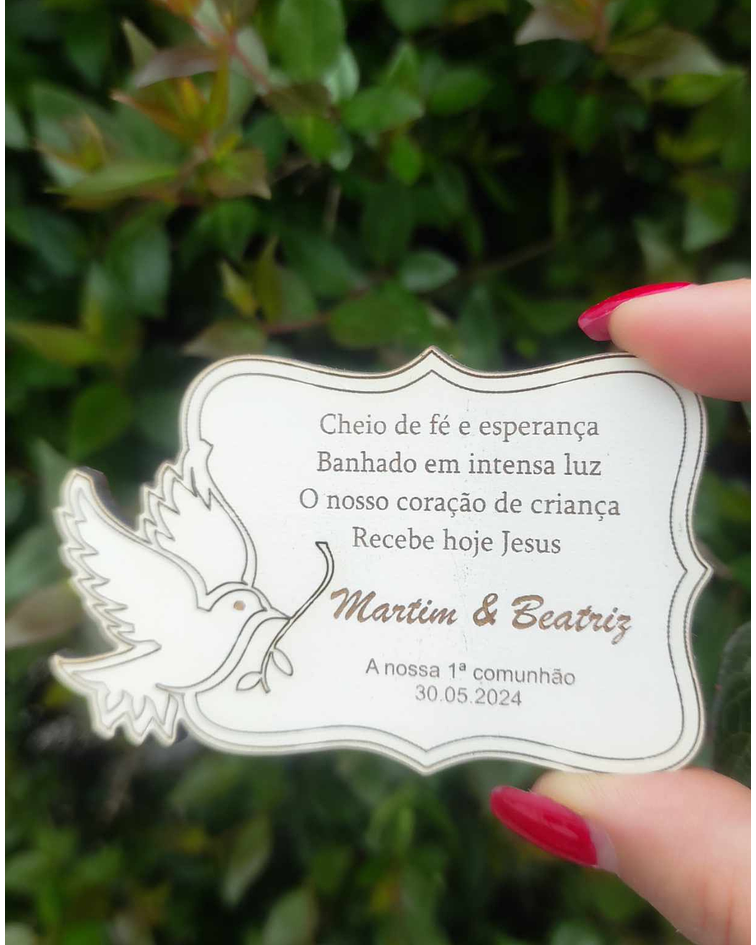 Cheio de fé e esperança
Banhado em intensa luz
O nosso coração de criança
Recebe hoje Jesus
Martim & Beatriz
A nossa 1ª comunhão
30.05.2024